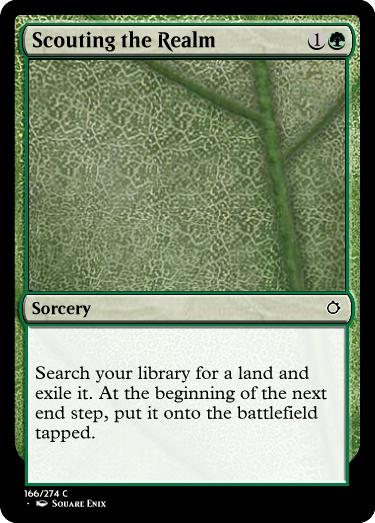 Scouting the Realm 1
Sorcery
Search your library for a land and
exile it. At the beginning of the next
end step, put it onto the battlefield
tapped.
166/274 C
· Square Enix